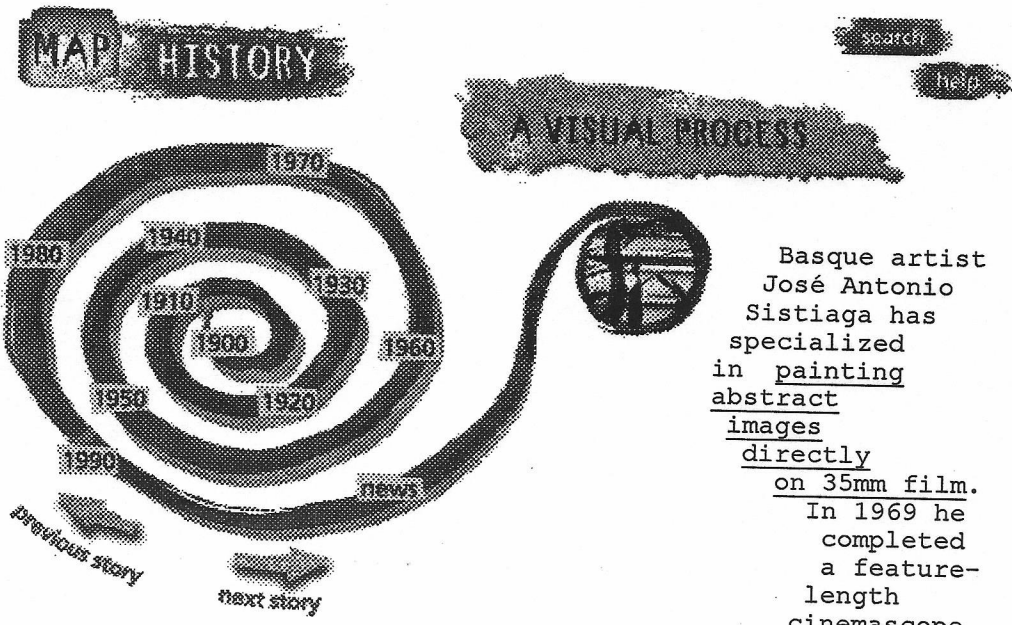 MAP HISTORY
search
help
A VISUAL PROCESS
1970
1980
1940
1930
1910
1900
1960
1950
1920
1990
news
previous story
next story
Basque artist
José Antonio
Sistiaga has
specialized
in painting
abstract
images
directly
on 35mm film.
In 1969 he
completed
a feature-
length
cinemascope